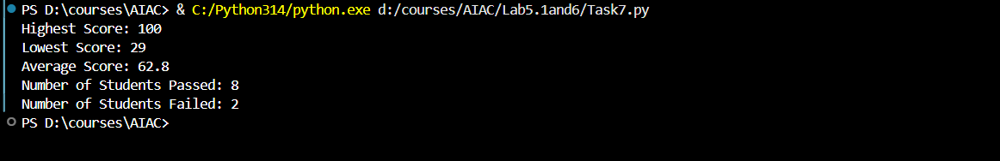 PS D:\courses\AIAC> & C:/Python314/python.exe d:/courses/AIAC/Lab5.1and6/Task7.py
Highest Score: 100
Lowest Score: 29
Average Score: 62.8
Number of Students Passed: 8
Number of Students Failed: 2
PS D:\courses\AIAC>